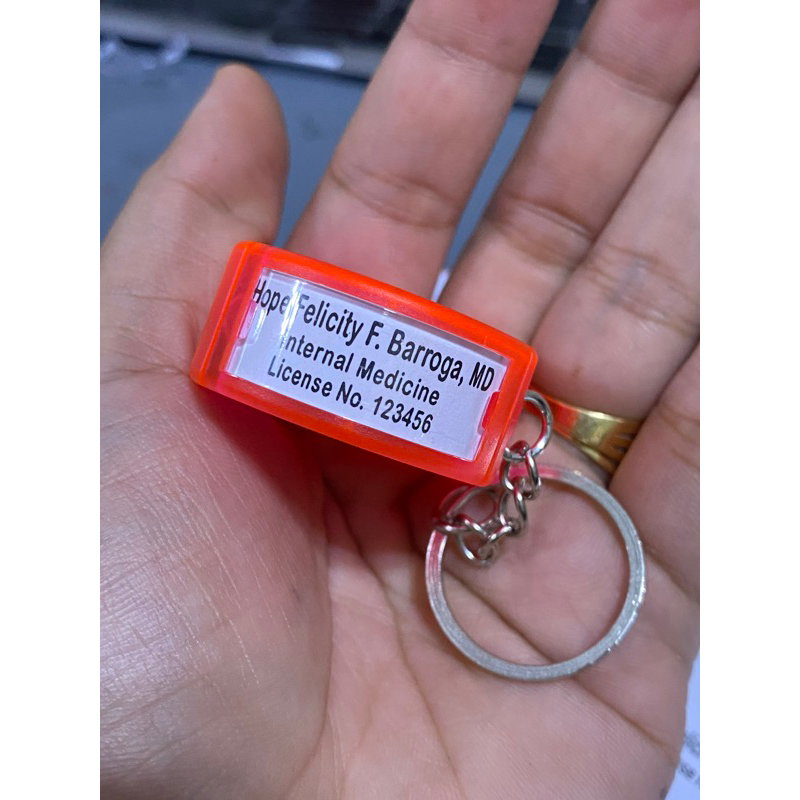 Hope Felicity F. Barroga, MD
Internal Medicine
License No. 123456